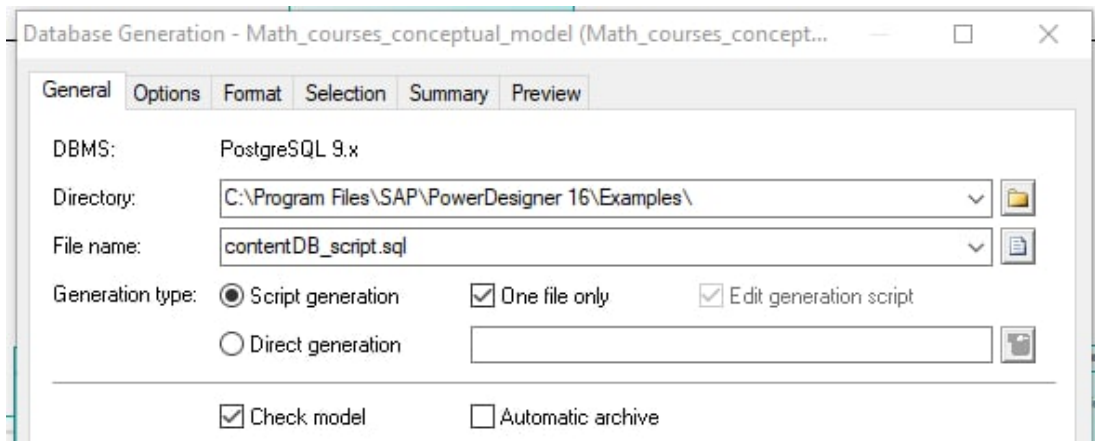 Database Generation - Math_courses_conceptual_model (Math_courses_concept...
General Options Format Selection Summary Preview
DBMS: PostgreSQL 9.x
Directory: C:\Program Files\SAP\PowerDesigner 16\Examples\
File name: contentDB_script.sql
Generation type: Script generation One file only Edit generation script
Direct generation
Check model Automatic archive